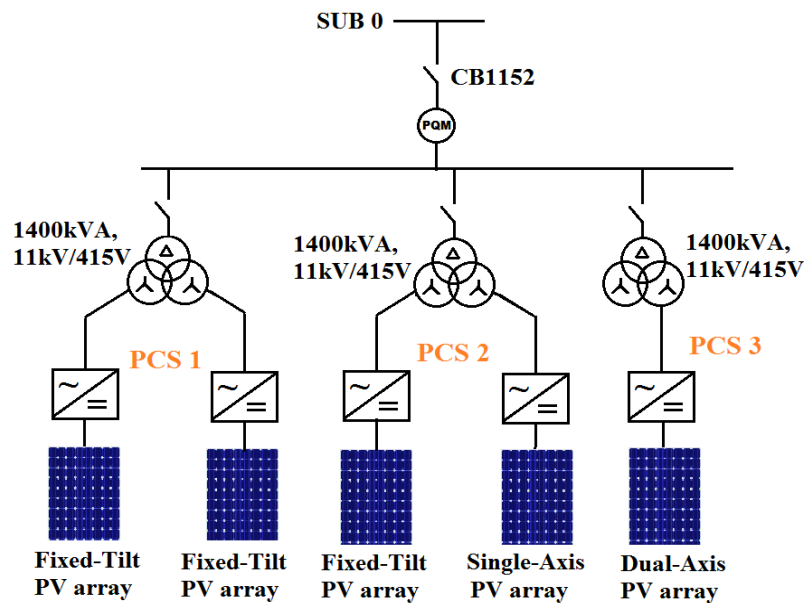 SUB 0
CB1152
PQM
1400kVA,
11kV/415V
1400kVA,
11kV/415V
1400kVA,
11kV/415V
PCS 1
PCS 2
PCS 3
Fixed-Tilt
PV array
Fixed-Tilt
PV array
Fixed-Tilt
PV array
Single-Axis
PV array
Dual-Axis
PV array